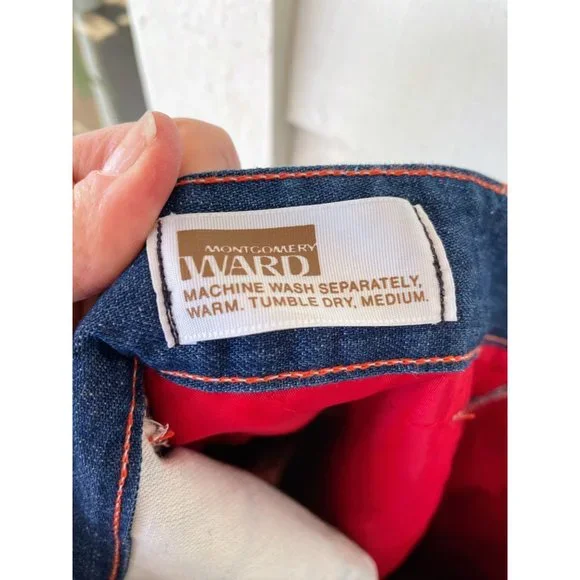 MONTGOMERY
WARD
MACHINE WASH SEPARATELY,
WARM. TUMBLE DRY, MEDIUM.